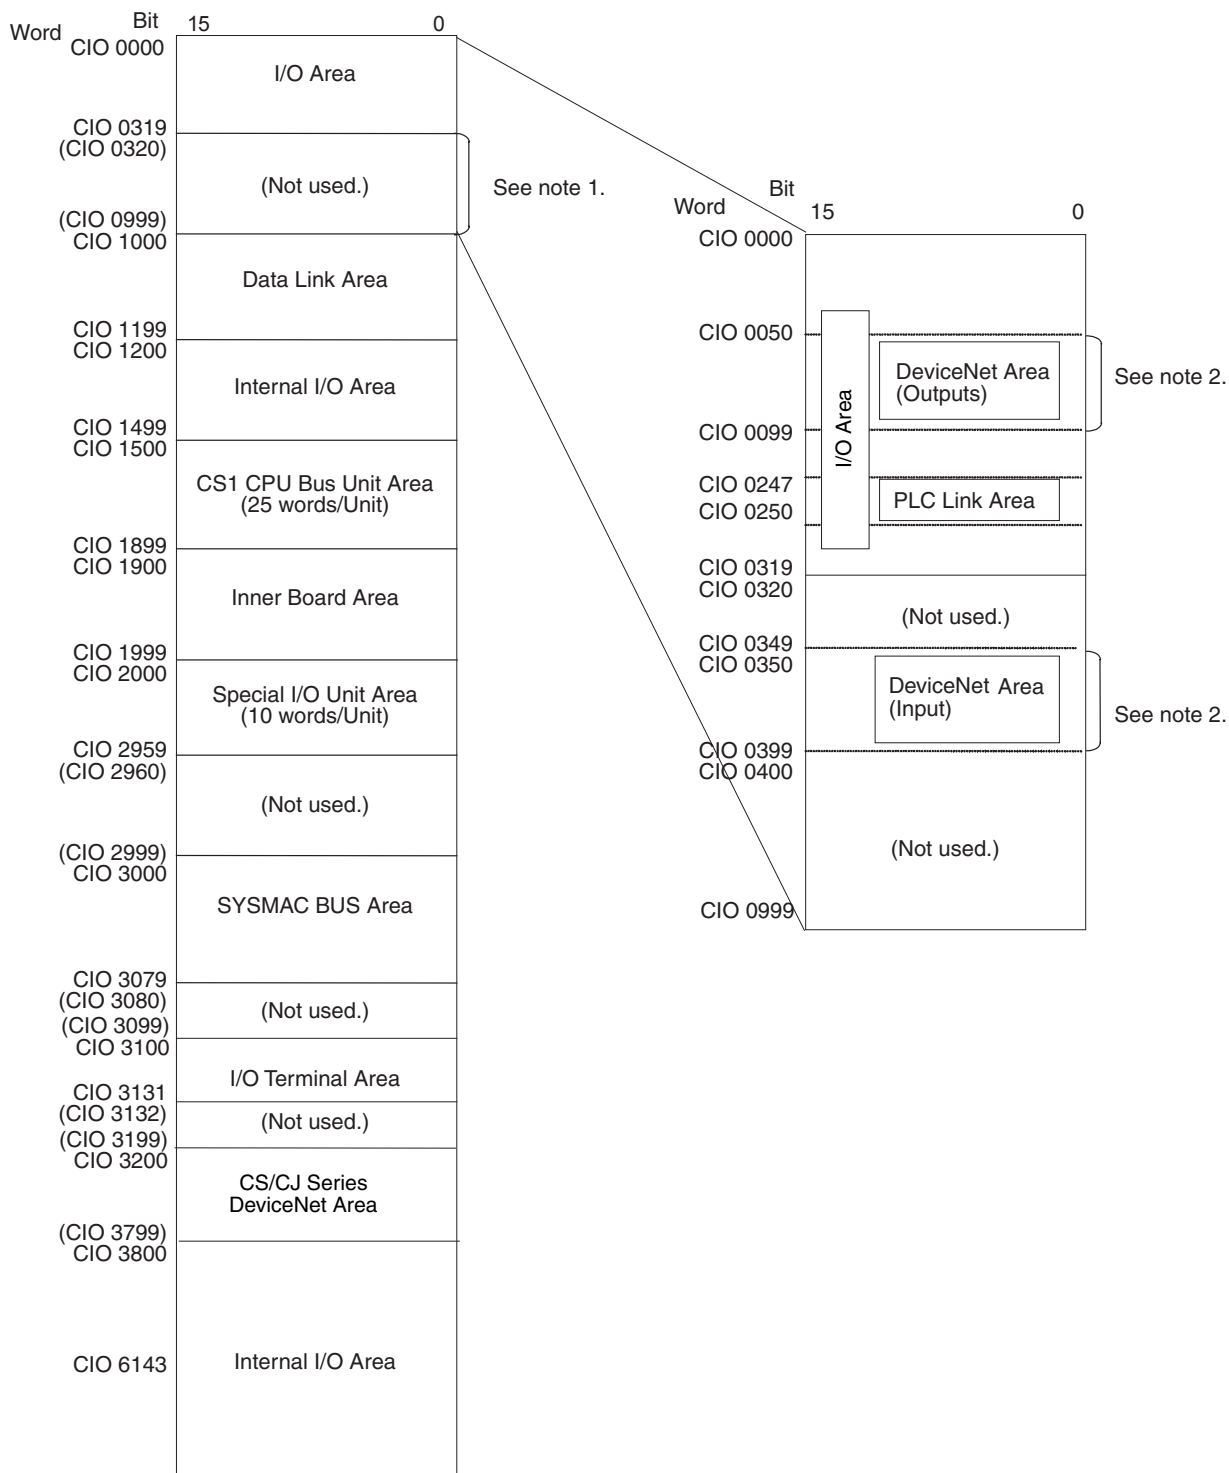 Word
Bit
15
0
CIO 0000
I/O Area
CIO 0319
(CIO 0320)
(Not used.)
See note 1.
(CIO 0999)
CIO 1000
Data Link Area
CIO 1199
CIO 1200
Internal I/O Area
CIO 1499
CIO 1500
CS1 CPU Bus Unit Area
(25 words/Unit)
CIO 1899
CIO 1900
Inner Board Area
CIO 1999
CIO 2000
Special I/O Unit Area
(10 words/Unit)
CIO 2959
(CIO 2960)
(Not used.)
(CIO 2999)
CIO 3000
SYSMAC BUS Area
CIO 3079
(CIO 3080)
(Not used.)
(CIO 3099)
CIO 3100
I/O Terminal Area
CIO 3131
(CIO 3132)
(Not used.)
(CIO 3199)
CIO 3200
CS/CJ Series
DeviceNet Area
(CIO 3799)
CIO 3800
Internal I/O Area
CIO 6143
Word
Bit
15
0
CIO 0000
CIO 0050
I/O Area
DeviceNet Area
(Outputs)
See note 2.
CIO 0099
CIO 0247
PLC Link Area
CIO 0250
CIO 0319
CIO 0320
(Not used.)
CIO 0349
CIO 0350
DeviceNet Area
(Input)
See note 2.
CIO 0399
CIO 0400
(Not used.)
CIO 0999